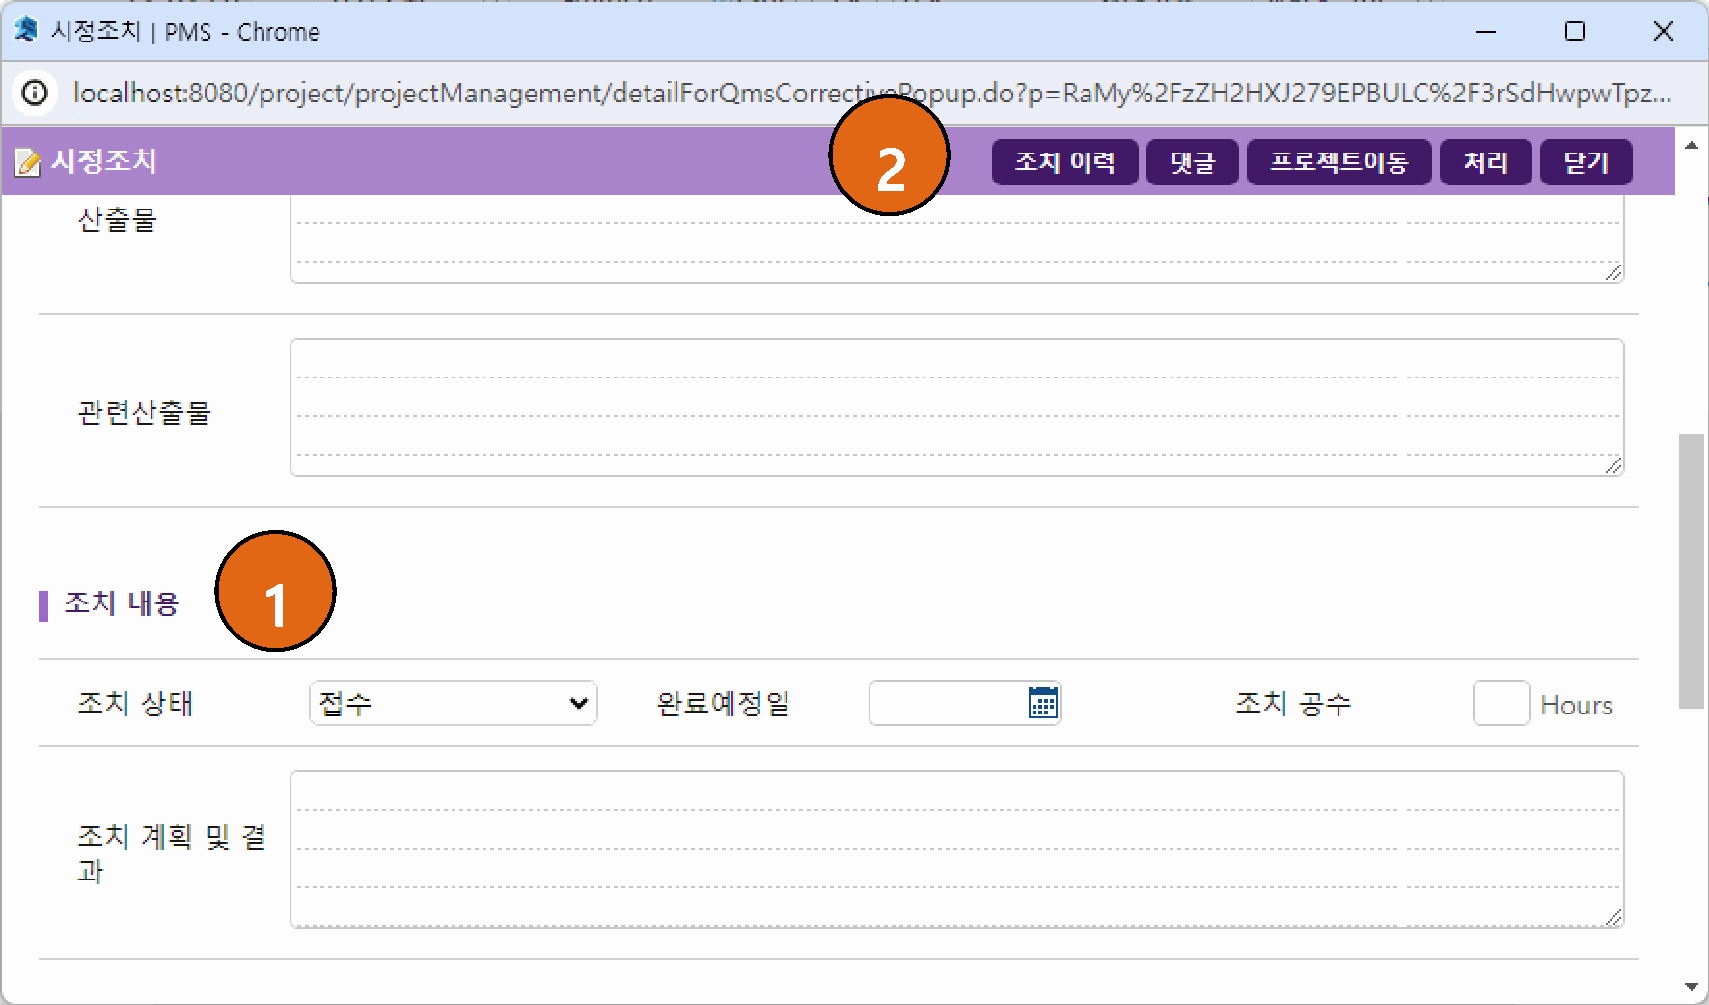 시정조치 | PMS - Chrome
localhost:8080/project/projectManagement/detailForQmsCorrectivePopup.do?p=RaMy%2FzZH2HXJ279EPBULC%2F3rSdHwpwTpz...
시정조치
2
조치 이력 댓글 프로젝트이동 처리 닫기
산출물
관련산출물
조치 내용
1
조치 상태 접수 완료예정일 조치 공수 Hours
조치 계획 및 결
과